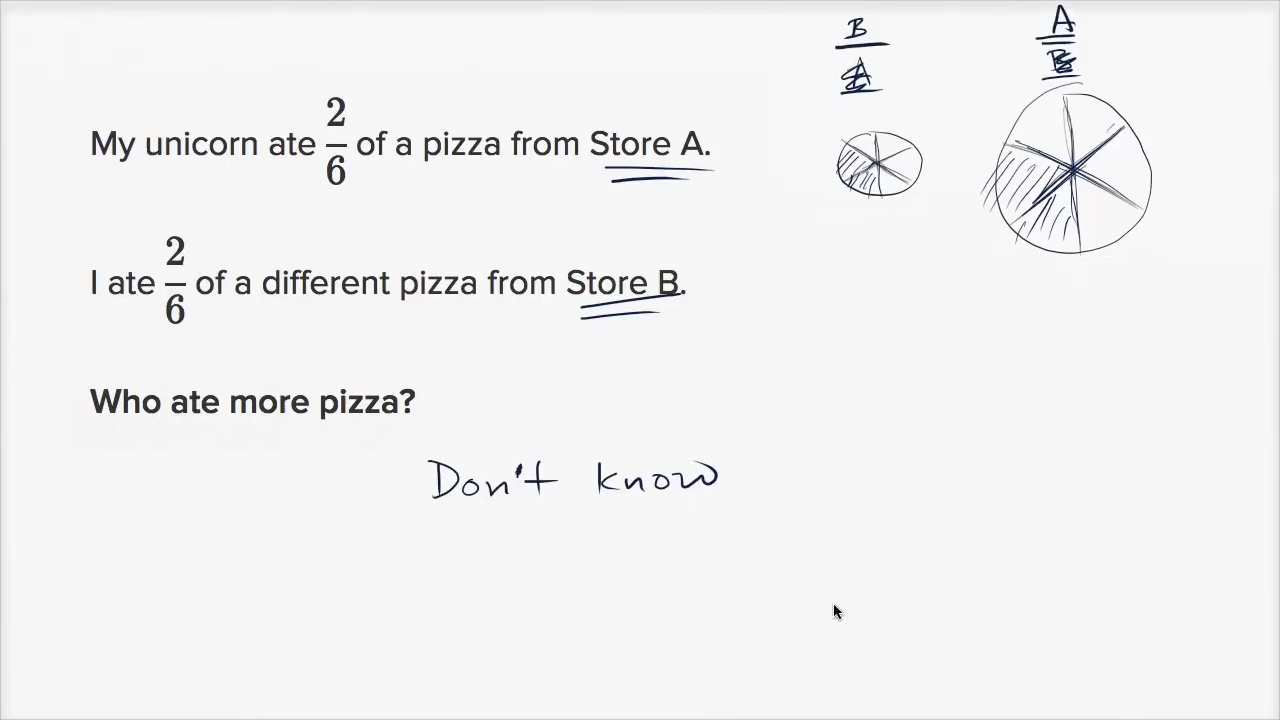 B
A
A
B
My unicorn ate 2/6 of a pizza from Store A.
I ate 2/6 of a different pizza from Store B.
Who ate more pizza?
Don't know